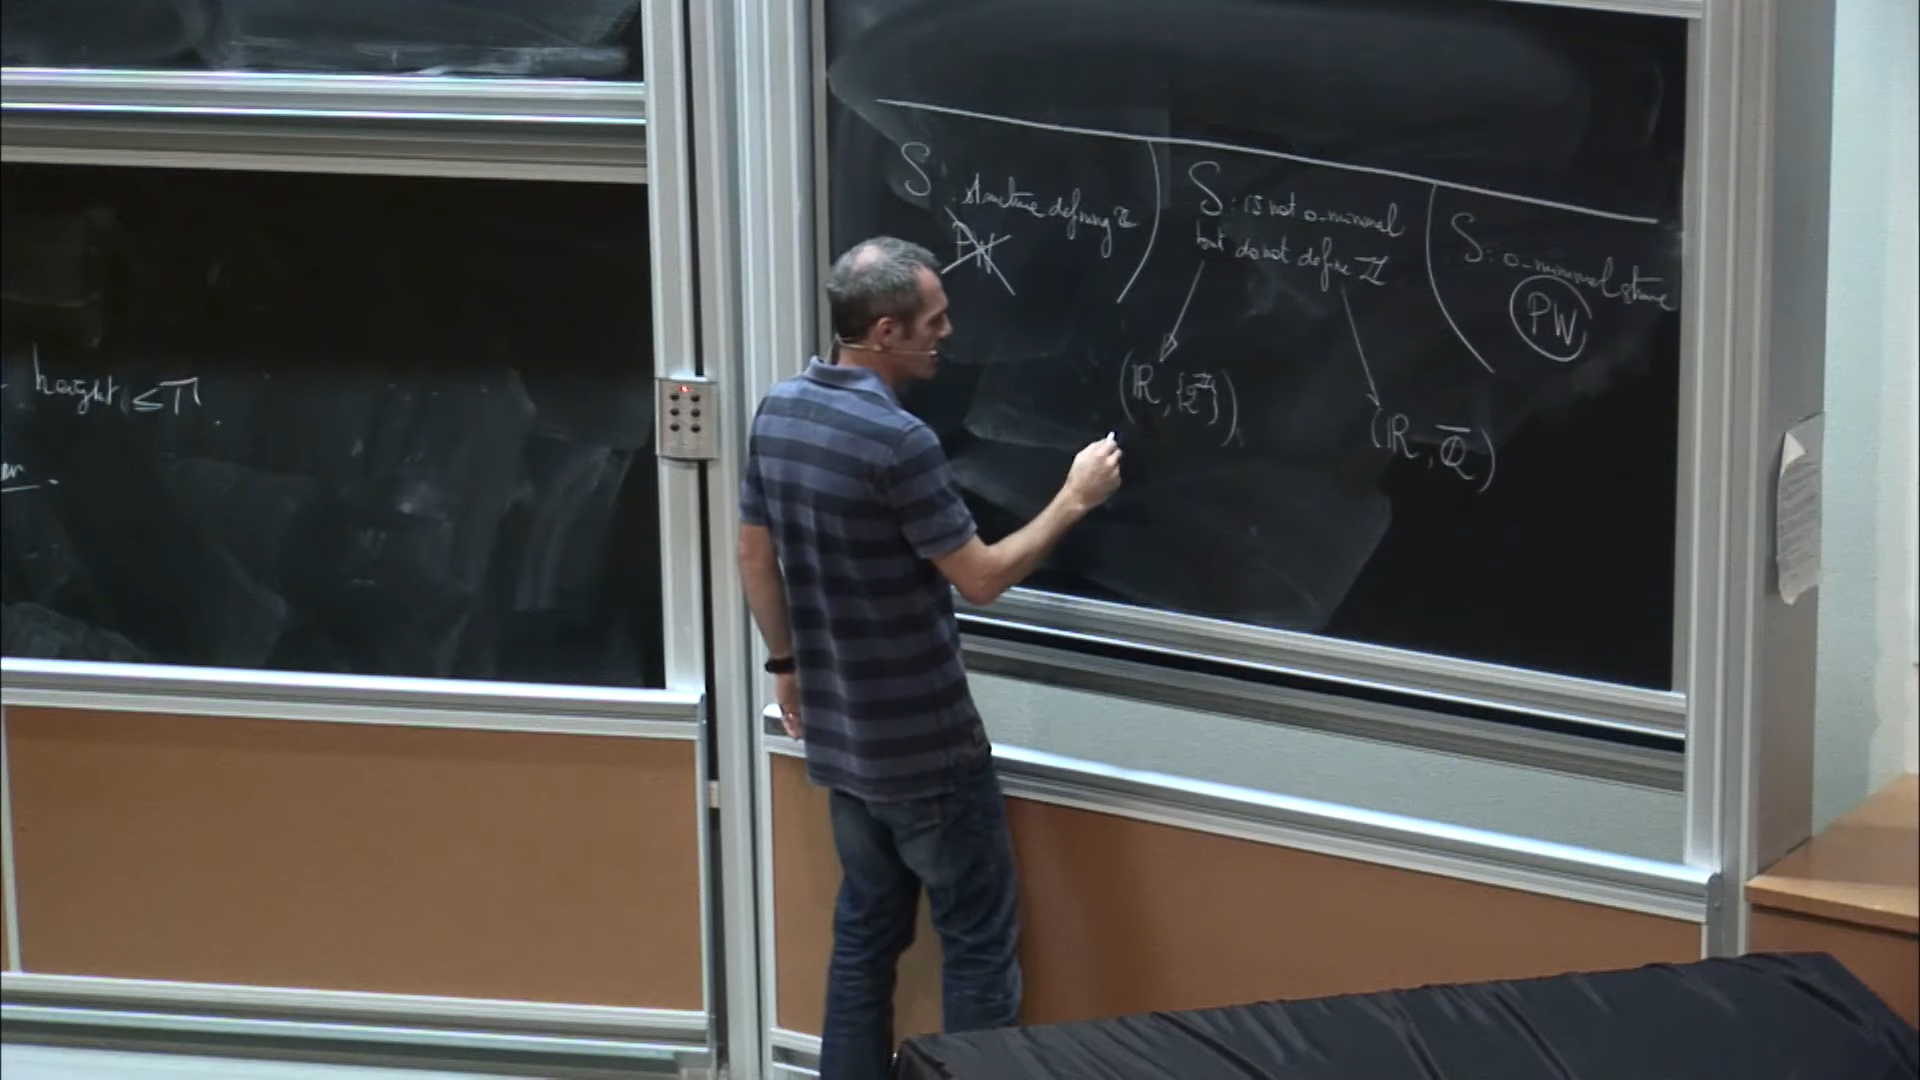 height ≤ T
S : structure defining ℤ
PW
S : is not o-minimal
but do not define ℤ
S : o-minimal structure
PW
(ℝ, {2^ℤ})
(ℝ, ℚ̅)